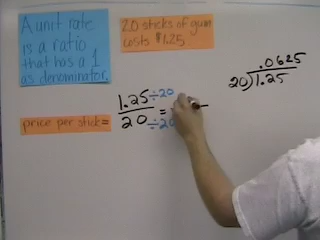 A unit rate
is a ratio
that has a 1
as denominator.
20 sticks of gum
costs $1.25
price per stick=
1.25÷20
20÷20
=
.0625
20)1.25